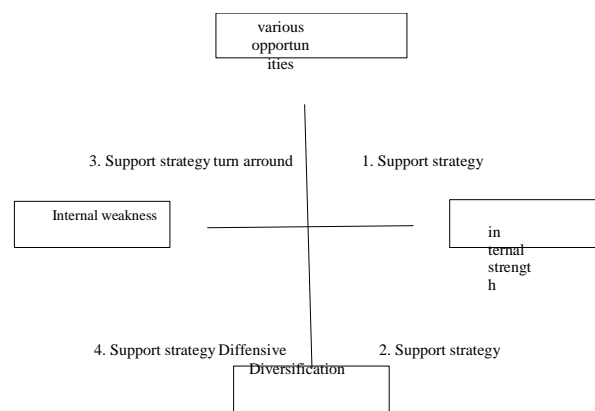 various
opportun
ities
3. Support strategy turn arround
1. Support strategy
Internal weakness
in
ternal
strengt
h
4. Support strategy Diffensive
2. Support strategy
Diversification